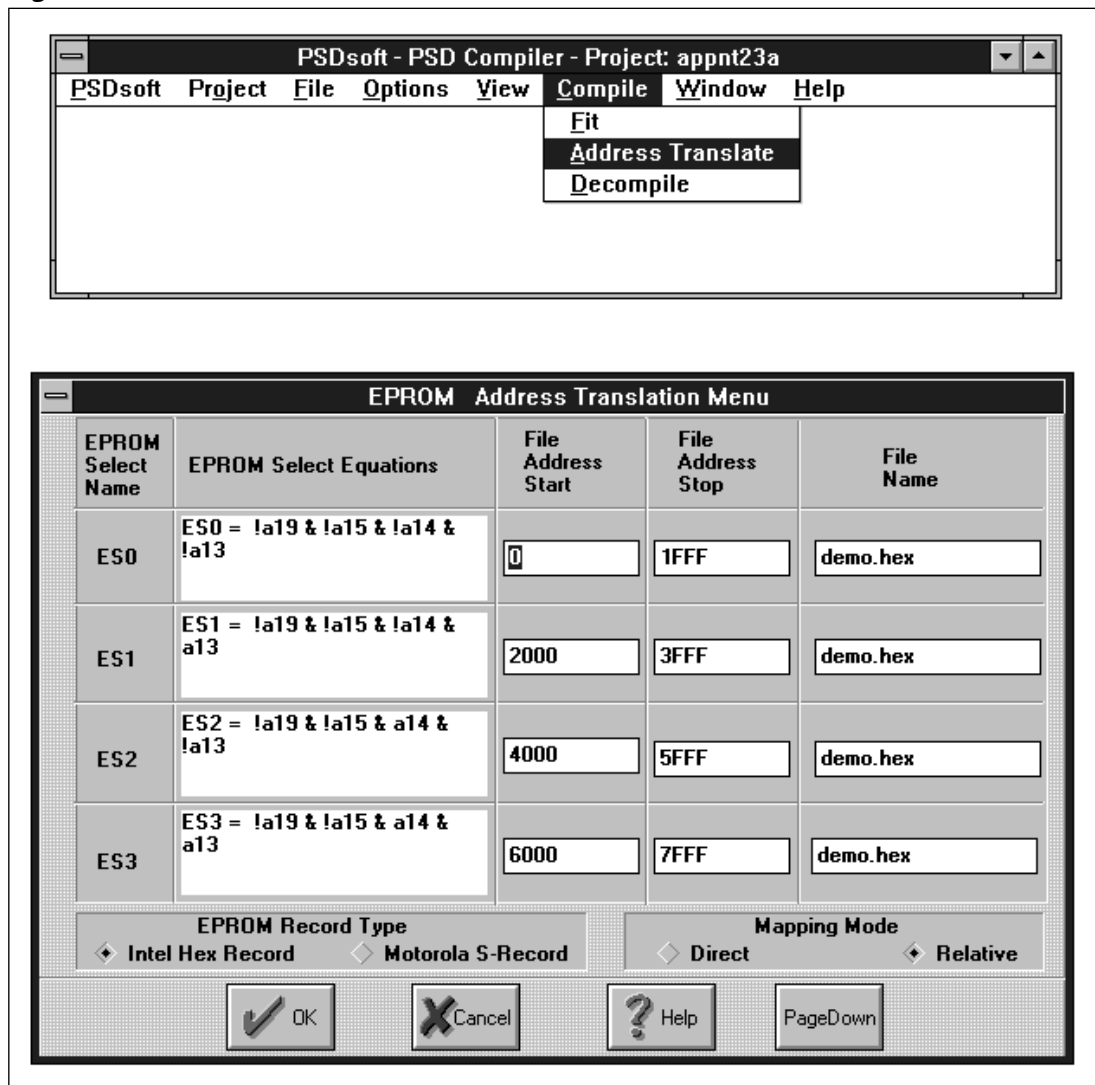 PSDsoft - PSD Compiler - Project: appnt23a
PSDsoft Project File Options View Compile Window Help
Fit
Address Translate
Decompile
EPROM Address Translation Menu
EPROM
Select
Name
EPROM Select Equations
File
Address
Start
File
Address
Stop
File
Name
ES0
ES0 = !a19 & !a15 & !a14 &
!a13
0
1FFF
demo.hex
ES1
ES1 = !a19 & !a15 & !a14 &
a13
2000
3FFF
demo.hex
ES2
ES2 = !a19 & !a15 & a14 &
!a13
4000
5FFF
demo.hex
ES3
ES3 = !a19 & !a15 & a14 &
a13
6000
7FFF
demo.hex
EPROM Record Type
Intel Hex Record Motorola S-Record
Mapping Mode
Direct Relative
OK Cancel Help PageDown